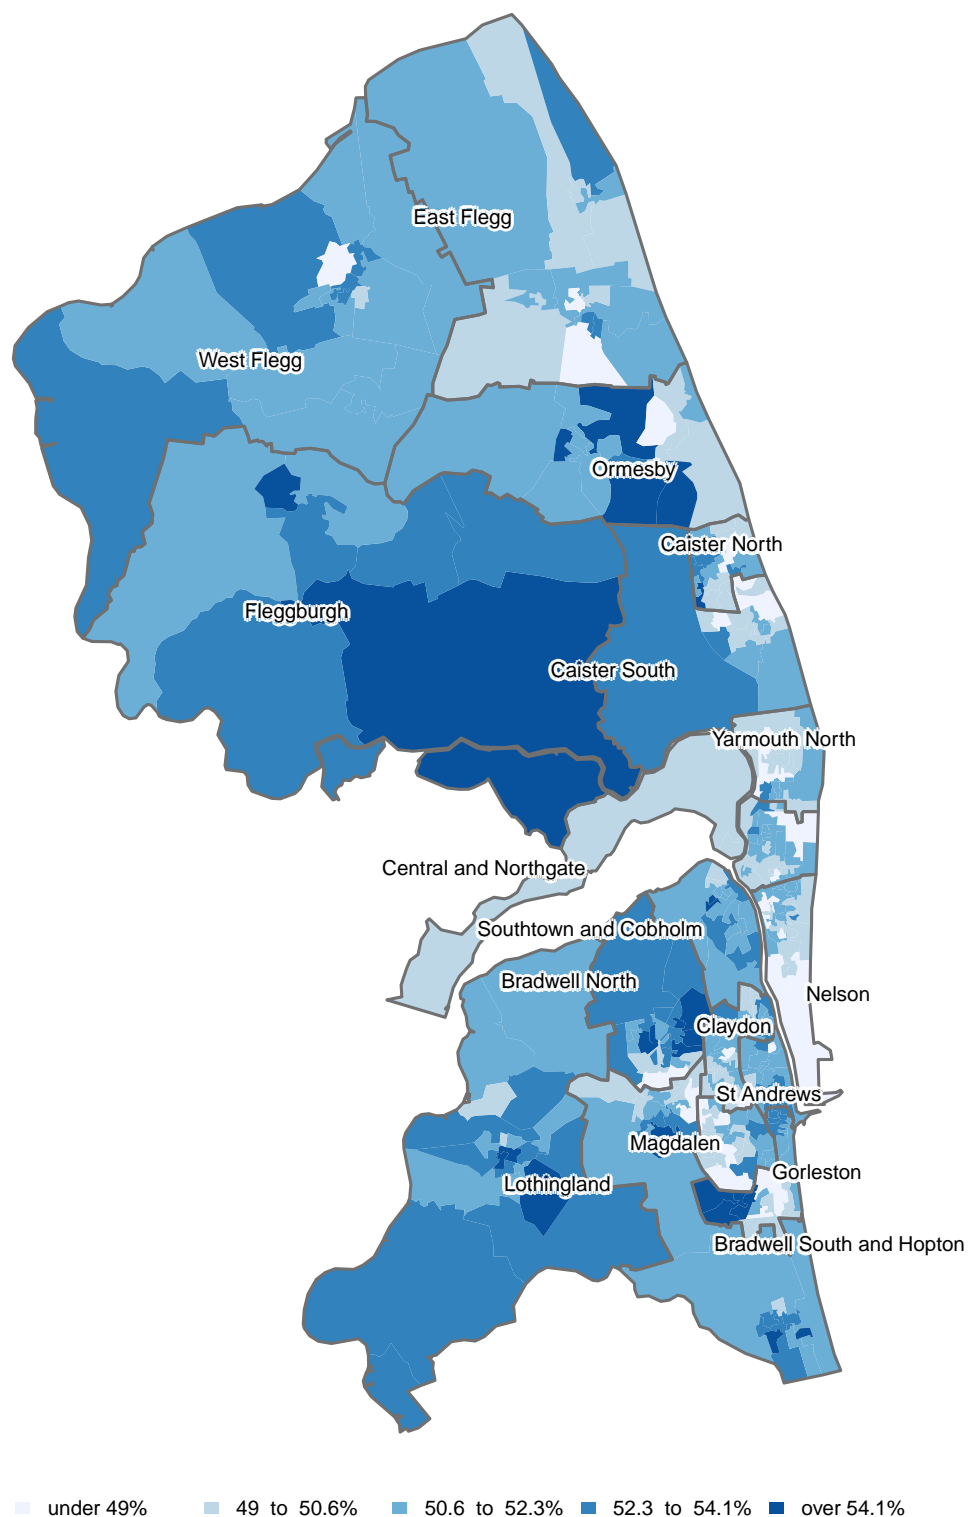 East Flegg
West Flegg
Ormesby
Caister North
Fleggburgh
Caister South
Yarmouth North
Central and Northgate
Southtown and Cobholm
Bradwell North
Nelson
Claydon
St Andrews
Magdalen
Gorleston
Lothingland
Bradwell South and Hopton
under 49% 49 to 50.6% 50.6 to 52.3% 52.3 to 54.1% over 54.1%